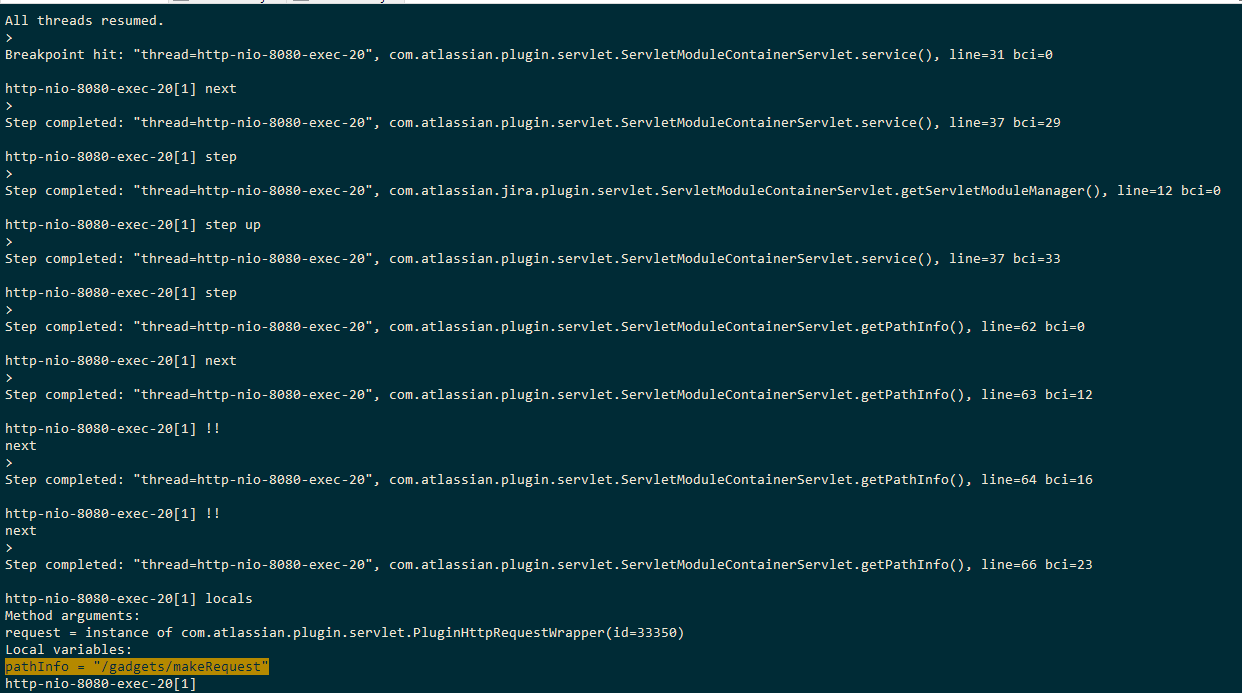 All threads resumed.
>
Breakpoint hit: "thread=http-nio-8080-exec-20", com.atlassian.plugin.servlet.ServletModuleContainerServlet.service(), line=31 bci=0
http-nio-8080-exec-20[1] next
>
Step completed: "thread=http-nio-8080-exec-20", com.atlassian.plugin.servlet.ServletModuleContainerServlet.service(), line=37 bci=29
http-nio-8080-exec-20[1] step
>
Step completed: "thread=http-nio-8080-exec-20", com.atlassian.jira.plugin.servlet.ServletModuleContainerServlet.getServletModuleManager(), line=12 bci=0
http-nio-8080-exec-20[1] step up
>
Step completed: "thread=http-nio-8080-exec-20", com.atlassian.plugin.servlet.ServletModuleContainerServlet.service(), line=37 bci=33
http-nio-8080-exec-20[1] step
>
Step completed: "thread=http-nio-8080-exec-20", com.atlassian.plugin.servlet.ServletModuleContainerServlet.getPathInfo(), line=62 bci=0
http-nio-8080-exec-20[1] next
>
Step completed: "thread=http-nio-8080-exec-20", com.atlassian.plugin.servlet.ServletModuleContainerServlet.getPathInfo(), line=63 bci=12
http-nio-8080-exec-20[1] !!
next
>
Step completed: "thread=http-nio-8080-exec-20", com.atlassian.plugin.servlet.ServletModuleContainerServlet.getPathInfo(), line=64 bci=16
http-nio-8080-exec-20[1] !!
next
>
Step completed: "thread=http-nio-8080-exec-20", com.atlassian.plugin.servlet.ServletModuleContainerServlet.getPathInfo(), line=66 bci=23
http-nio-8080-exec-20[1] locals
Method arguments:
request = instance of com.atlassian.plugin.servlet.PluginHttpRequestWrapper(id=33350)
Local variables:
pathInfo = "/gadgets/makeRequest"
http-nio-8080-exec-20[1]